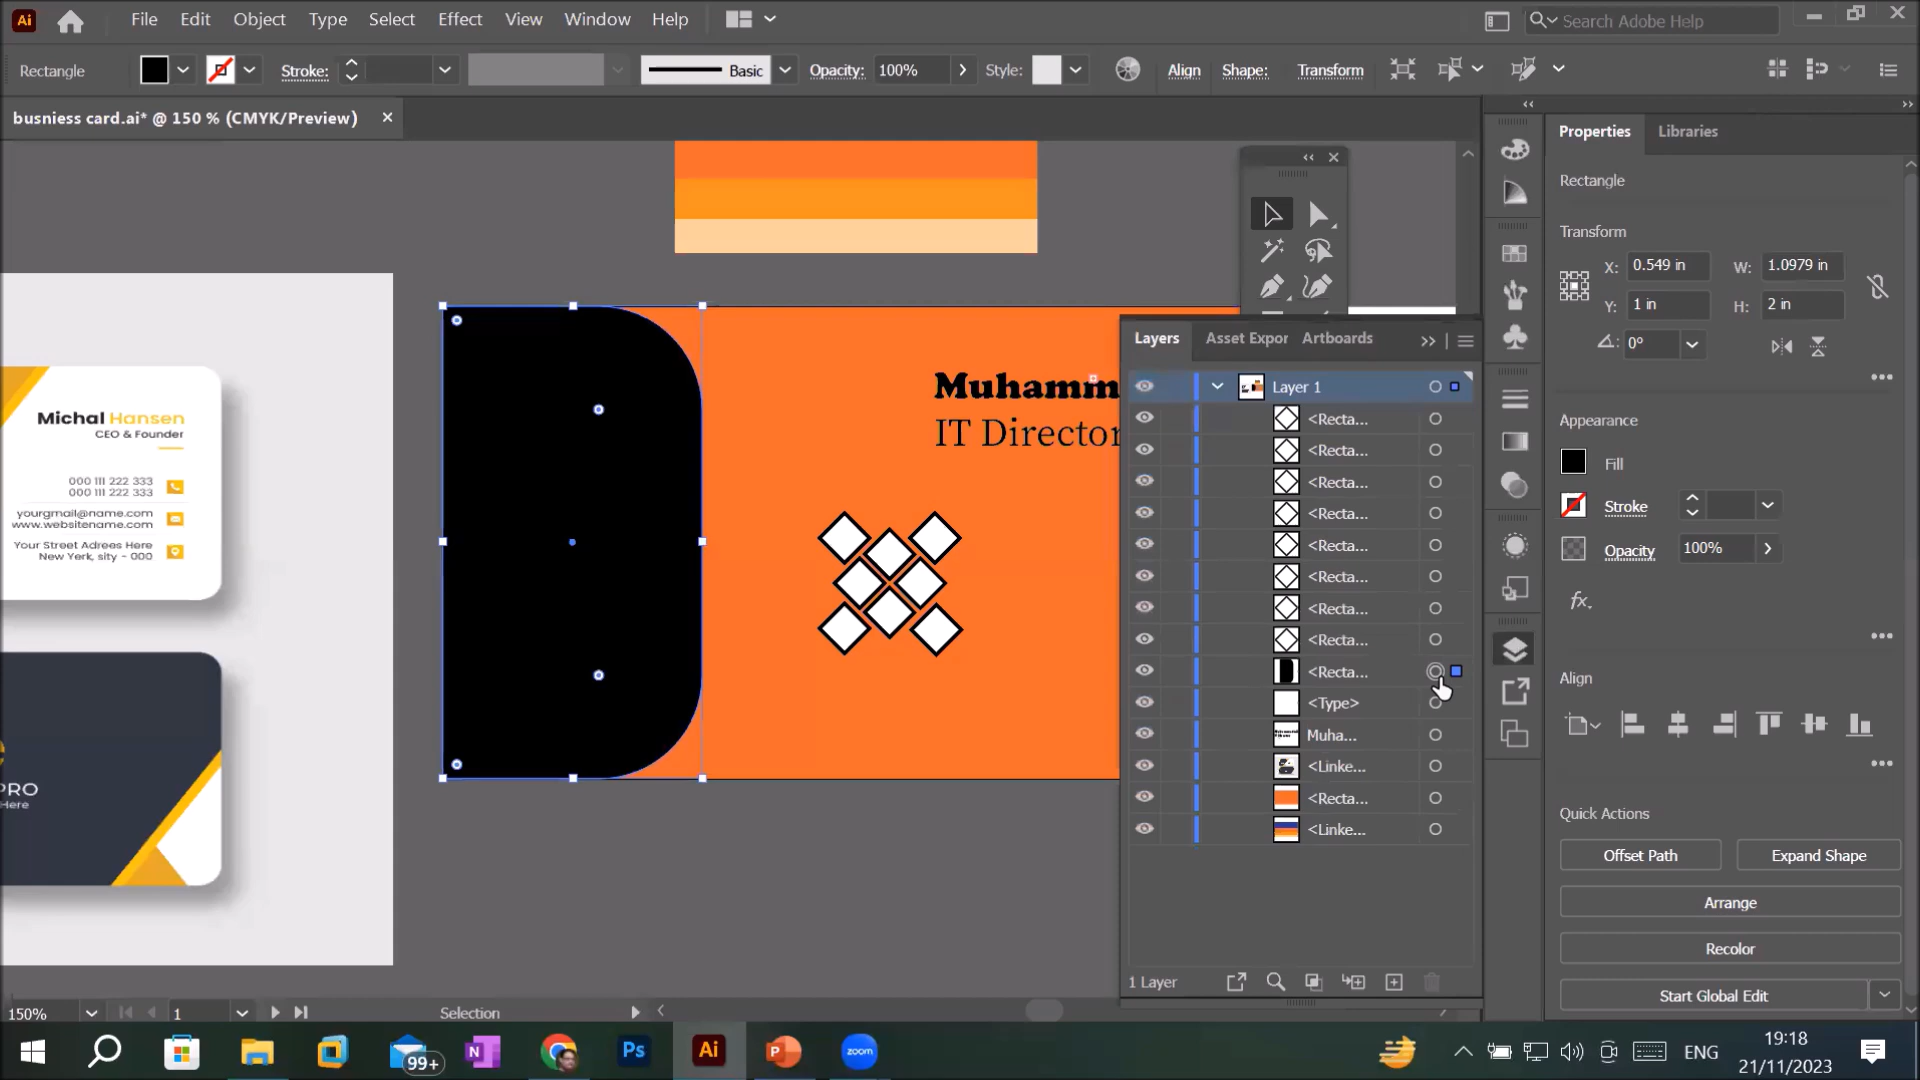 Ai File Edit Object Type Select Effect View Window Help Search Adobe Help
Rectangle Stroke: Basic Opacity: 100% Style: Align Shape: Transform
busniess card.ai* @ 150 % (CMYK/Preview)
Properties Libraries
Rectangle
Transform
X: 0.549 in W: 1.0979 in
Y: 1 in H: 2 in
0°
Appearance
Fill
Stroke
Opacity 100%
fx
Align
Quick Actions
Offset Path Expand Shape
Arrange
Recolor
Start Global Edit
Layers Asset Expor Artboards
Layer 1
<Recta...
<Recta...
<Recta...
<Recta...
<Recta...
<Recta...
<Recta...
<Recta...
<Recta...
<Type>
Muha...
<Linke...
<Recta...
<Linke...
1 Layer
Muhamm
IT Director
Michal Hansen
CEO & Founder
000 111 222 333
000 111 222 333
yourgmail@gmail.com
www.websitename.com
Your Street Adrees Here
New Yerk, sity - 000
PRO
Here
150% 1 Selection
99+ Ps Ai zoom
ENG
19:18
21/11/2023